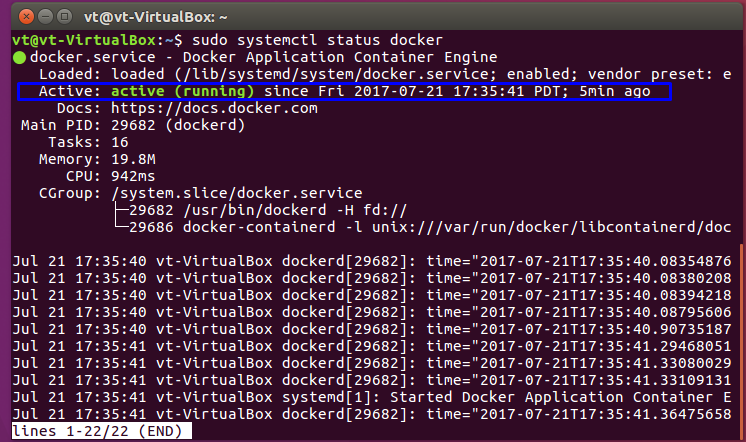 vt@vt-VirtualBox: ~
vt@vt-VirtualBox:~$ sudo systemctl status docker
● docker.service - Docker Application Container Engine
   Loaded: loaded (/lib/systemd/system/docker.service; enabled; vendor preset: e
   Active: active (running) since Fri 2017-07-21 17:35:41 PDT; 5min ago
     Docs: https://docs.docker.com
 Main PID: 29682 (dockerd)
    Tasks: 16
   Memory: 19.8M
      CPU: 942ms
   CGroup: /system.slice/docker.service
           ├─29682 /usr/bin/dockerd -H fd://
           └─29686 docker-containerd -l unix:///var/run/docker/libcontainerd/doc
Jul 21 17:35:40 vt-VirtualBox dockerd[29682]: time="2017-07-21T17:35:40.08354876
Jul 21 17:35:40 vt-VirtualBox dockerd[29682]: time="2017-07-21T17:35:40.08380208
Jul 21 17:35:40 vt-VirtualBox dockerd[29682]: time="2017-07-21T17:35:40.08394218
Jul 21 17:35:40 vt-VirtualBox dockerd[29682]: time="2017-07-21T17:35:40.08795606
Jul 21 17:35:40 vt-VirtualBox dockerd[29682]: time="2017-07-21T17:35:40.90735187
Jul 21 17:35:41 vt-VirtualBox dockerd[29682]: time="2017-07-21T17:35:41.29468051
Jul 21 17:35:41 vt-VirtualBox dockerd[29682]: time="2017-07-21T17:35:41.33080029
Jul 21 17:35:41 vt-VirtualBox dockerd[29682]: time="2017-07-21T17:35:41.33109131
Jul 21 17:35:41 vt-VirtualBox systemd[1]: Started Docker Application Container E
Jul 21 17:35:41 vt-VirtualBox dockerd[29682]: time="2017-07-21T17:35:41.36475658
lines 1-22/22 (END)